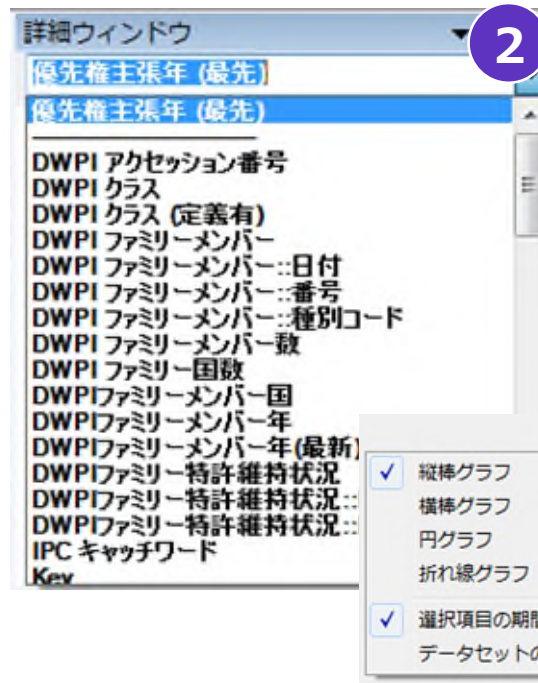 詳細ウィンドウ
2
優先権主張年 (最先)
優先権主張年 (最先)
DWPI アクセッション番号
DWPI クラス
DWPI クラス (定義有)
DWPI ファミリーメンバー
DWPI ファミリーメンバー::日付
DWPI ファミリーメンバー::番号
DWPI ファミリーメンバー::種別コード
DWPI ファミリーメンバー数
DWPI ファミリー国数
DWPIファミリーメンバー国
DWPIファミリーメンバー年
DWPIファミリーメンバー年(最新)
DWPIファミリー特許維持状況
DWPIファミリー特許維持状況::
DWPIファミリー特許維持状況::
IPC キャッチワード
Key
縦棒グラフ
横棒グラフ
円グラフ
折れ線グラフ
選択項目の期間
データセットの